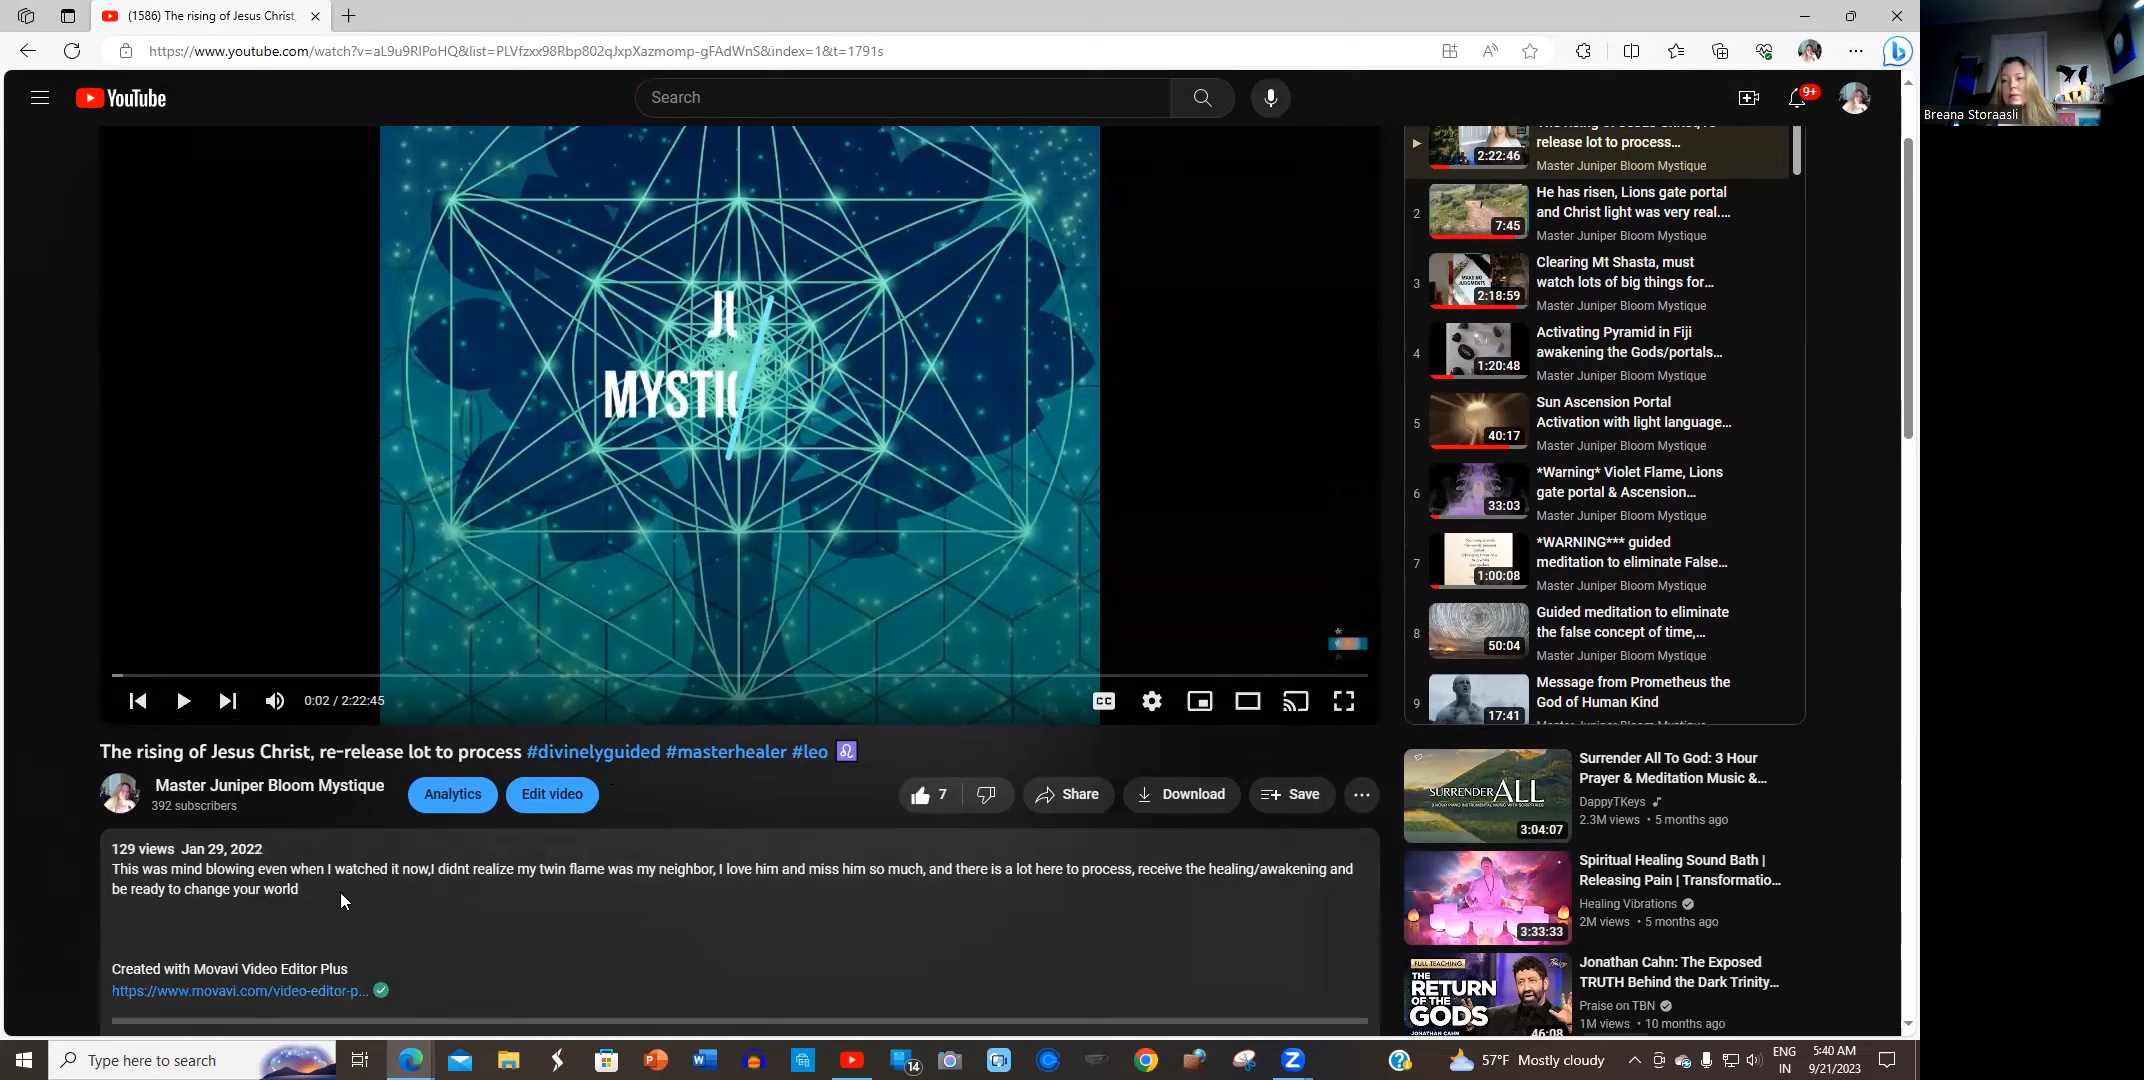 (1586) The rising of Jesus Christ,
https://www.youtube.com/watch?v=aL9u9RIPoHQ&list=PLVfzxx98Rbp802qJxpXazmomp-gFAdWnS&index=1&t=1791s
Breana Storaasli
YouTube
Search
9+
JU
MYSTIQ
0:02 / 2:22:45
CC
release lot to process...
2:22:46
Master Juniper Bloom Mystique
2
He has risen, Lions gate portal
and Christ light was very real....
7:45
Master Juniper Bloom Mystique
3
Clearing Mt Shasta, must
watch lots of big things for...
MAKE NO
JUDGMENTS
2:18:59
Master Juniper Bloom Mystique
4
Activating Pyramid in Fiji
awakening the Gods/portals...
1:20:48
Master Juniper Bloom Mystique
5
Sun Ascension Portal
Activation with light language...
40:17
Master Juniper Bloom Mystique
6
*Warning* Violet Flame, Lions
gate portal & Ascension...
33:03
Master Juniper Bloom Mystique
7
*WARNING*** guided
meditation to eliminate False...
1:00:08
Master Juniper Bloom Mystique
8
Guided meditation to eliminate
the false concept of time,...
50:04
Master Juniper Bloom Mystique
9
Message from Prometheus the
God of Human Kind
17:41
The rising of Jesus Christ, re-release lot to process #divinelyguided #masterhealer #leo ♌
Master Juniper Bloom Mystique
392 subscribers
Analytics
Edit video
7
Share
Download
Save
129 views Jan 29, 2022
This was mind blowing even when I watched it now,I didnt realize my twin flame was my neighbor, I love him and miss him so much, and there is a lot here to process, receive the healing/awakening and
be ready to change your world
Created with Movavi Video Editor Plus
https://www.movavi.com/video-editor-p...
SURRENDER ALL
3:04:07
Surrender All To God: 3 Hour
Prayer & Meditation Music &...
DappyTKeys
2.3M views • 5 months ago
3:33:33
Spiritual Healing Sound Bath |
Releasing Pain | Transformatio...
Healing Vibrations
2M views • 5 months ago
FULL TEACHING
THE
RETURN
OF THE
GODS
JONATHAN CAHN
46:08
Jonathan Cahn: The Exposed
TRUTH Behind the Dark Trinity...
Praise on TBN
1M views • 10 months ago
Type here to search
14
57°F Mostly cloudy
ENG
IN
5:40 AM
9/21/2023